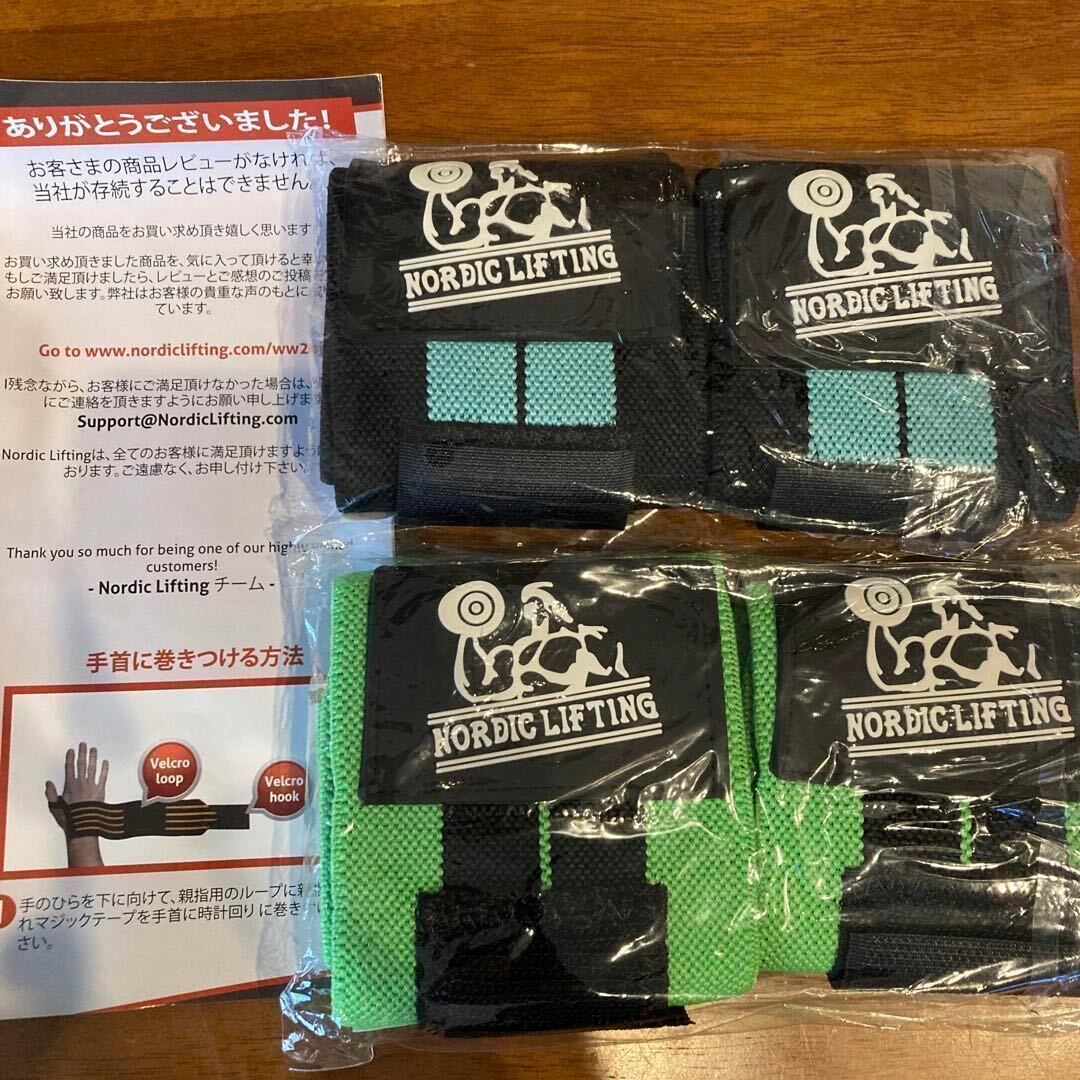 ありがとうございました!
お客さまの商品レビューがなければ、
当社が存続することはできません。
当社の商品をお買い求め頂き嬉しく思います
お買い求め頂きました商品を、気に入って頂けると幸い
もしご満足頂けましたら、レビューとご感想のご投稿を
お願い致します。弊社はお客様の貴重な声のもとに
ています。
Go to www.nordiclifting.com/ww2
I残念ながら、お客様にご満足頂けなかった場合は、
にご連絡を頂きますようにお願い申し上げます
Support@NordicLifting.com
Nordic Liftingは、全てのお客様に満足頂けますよう
おります。ご遠慮なく、お申し付け下さい。
Thank you so much for being one of our highly valued
customers!
- Nordic Lifting チーム -
手首に巻きつける方法
Velcro
loop
Velcro
hook
手のひらを下に向けて、親指用のループに
れマジックテープを手首に時計回りに巻き
さい。
NORDIC LIFTING
NORDIC LIFTING
NORDIC LIFTING
NORDIC LIFTING